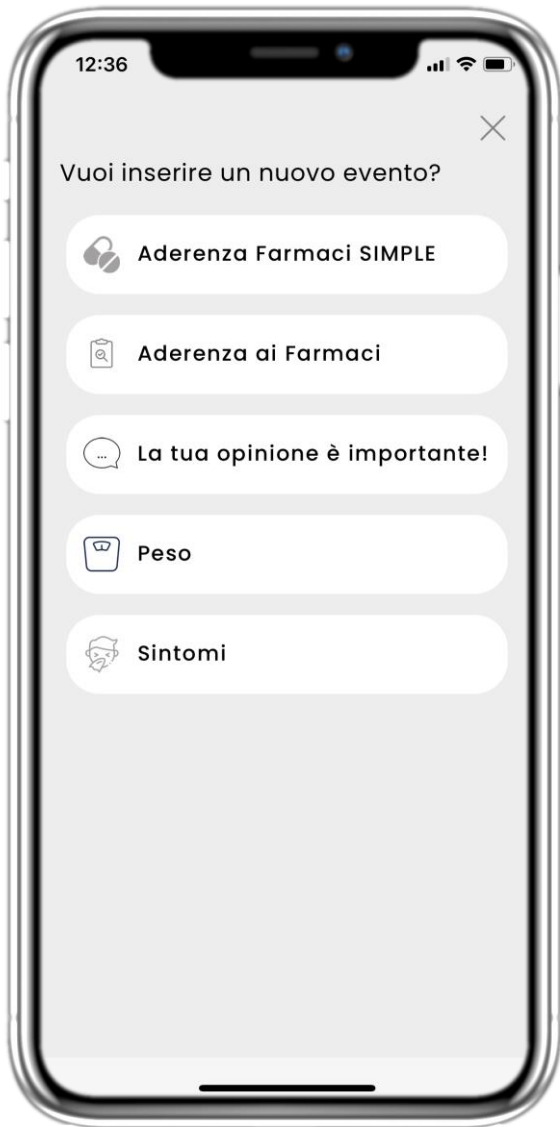 12:36
Vuoi inserire un nuovo evento?
Aderenza Farmaci SIMPLE
Aderenza ai Farmaci
La tua opinione è importante!
Peso
Sintomi